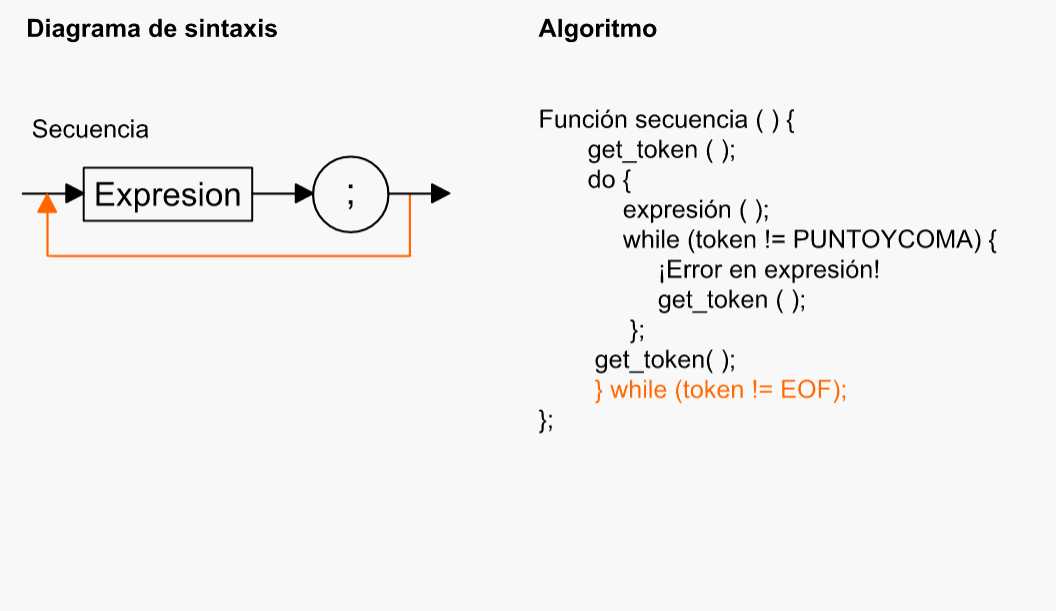 Diagrama de sintaxis
Secuencia
Expresion
;
Algoritmo
Función secuencia ( ) {
get_token ( );
do {
expresión ( );
while (token != PUNTOYCOMA) {
¡Error en expresión!
get_token ( );
};
get_token( );
} while (token != EOF);
};